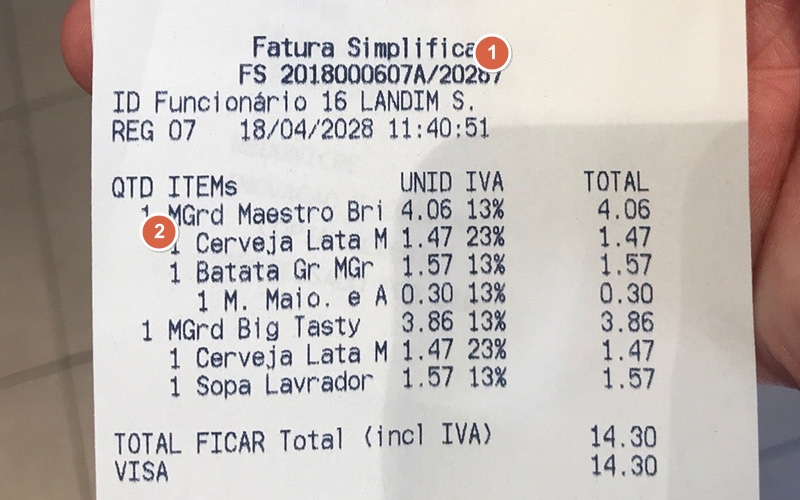 Fatura Simplifica
1
FS 2018000607A/20287
ID Funcionário 16 LANDIM S.
REG 07 18/04/2028 11:40:51
QTD ITEMs UNID IVA TOTAL
1 MGrd Maestro Bri 4.06 13% 4.06
2
1 Cerveja Lata M 1.47 23% 1.47
1 Batata Gr MGr 1.57 13% 1.57
1 M. Maio. e A 0.30 13% 0.30
1 MGrd Big Tasty 3.86 13% 3.86
1 Cerveja Lata M 1.47 23% 1.47
1 Sopa Lavrador 1.57 13% 1.57
TOTAL FICAR Total (incl IVA) 14.30
VISA 14.30